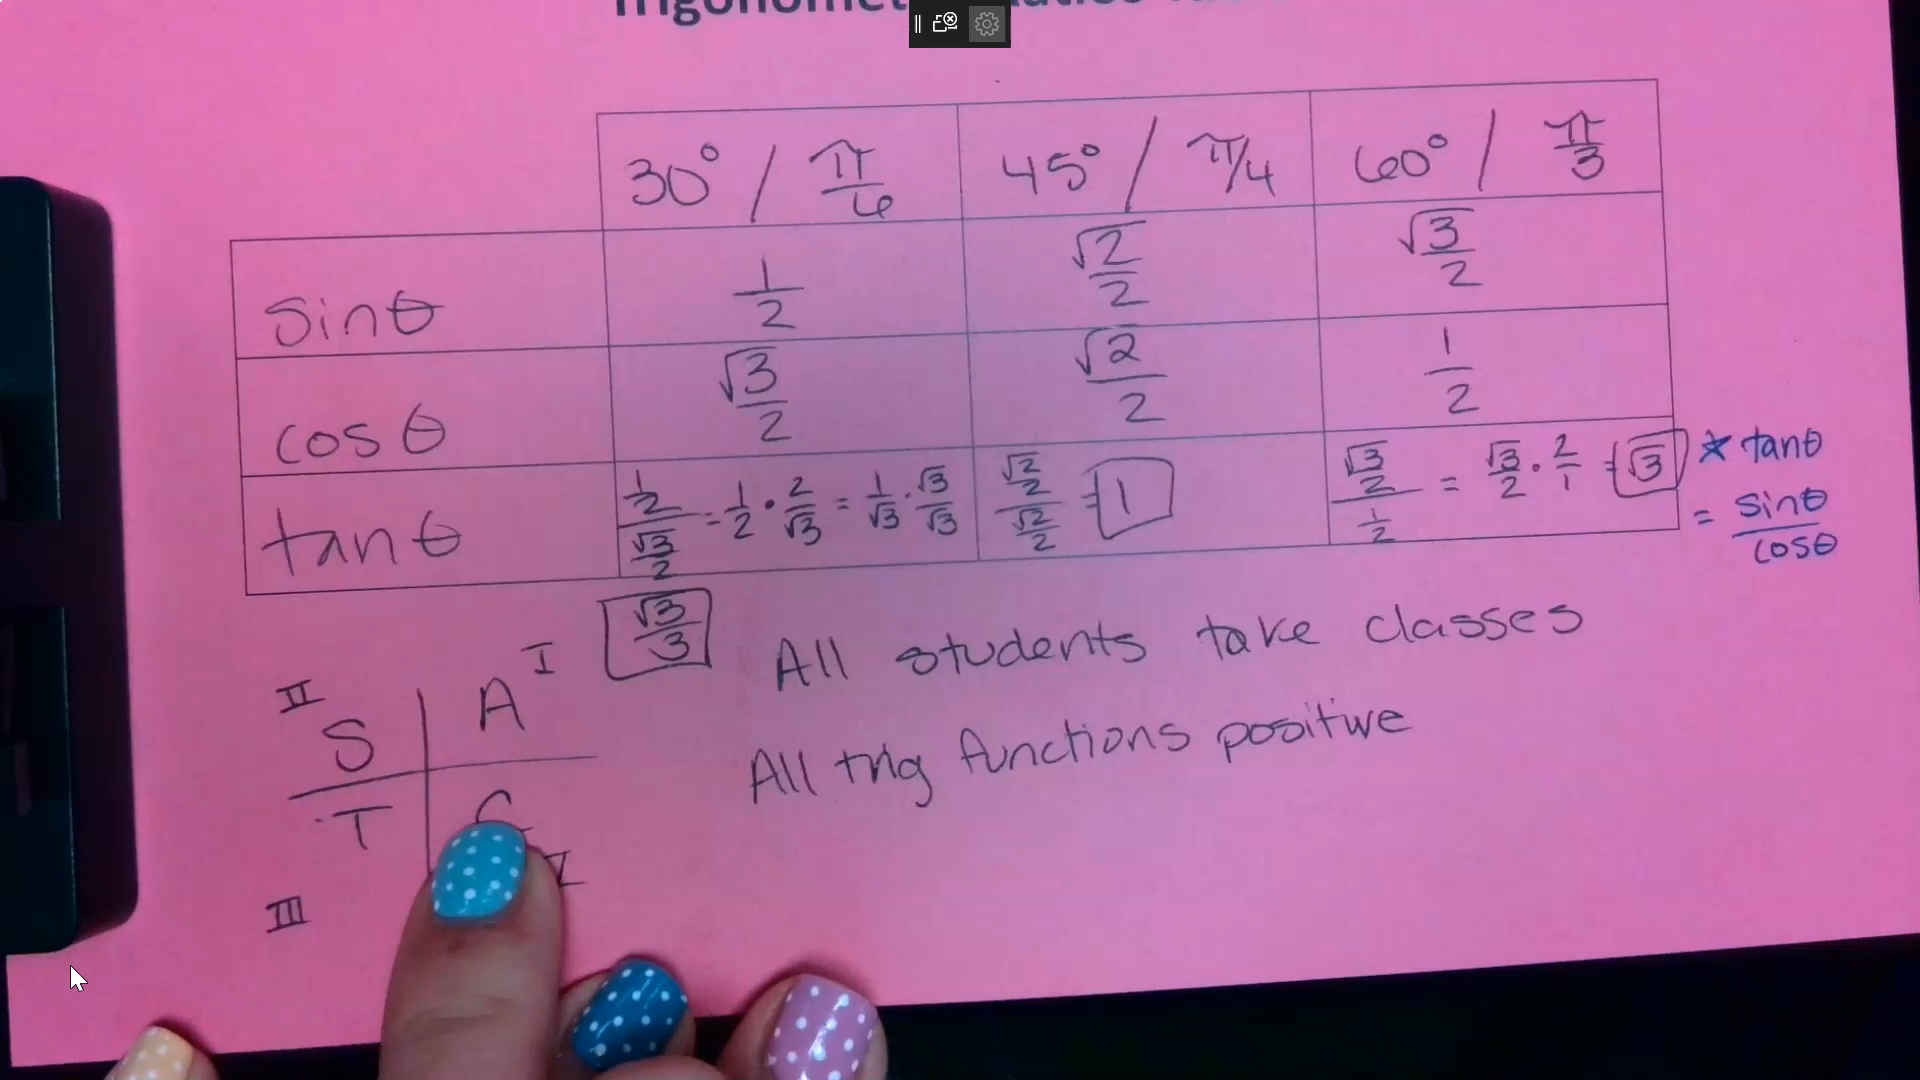 30° / π/6 45° / π/4 60° / π/3
sinθ 1/2 √2/2 √3/2
cosθ √3/2 √2/2 1/2
tanθ (1/2)/(√3/2) = 1/2 · 2/√3 = 1/√3 · √3/√3 (√2/2)/(√2/2) = 1 (√3/2)/(1/2) = √3/2 · 2/1 = √3
√3/3
* tanθ
= sinθ/cosθ
II S A I
T C
III
All students take classes
All trig functions positive